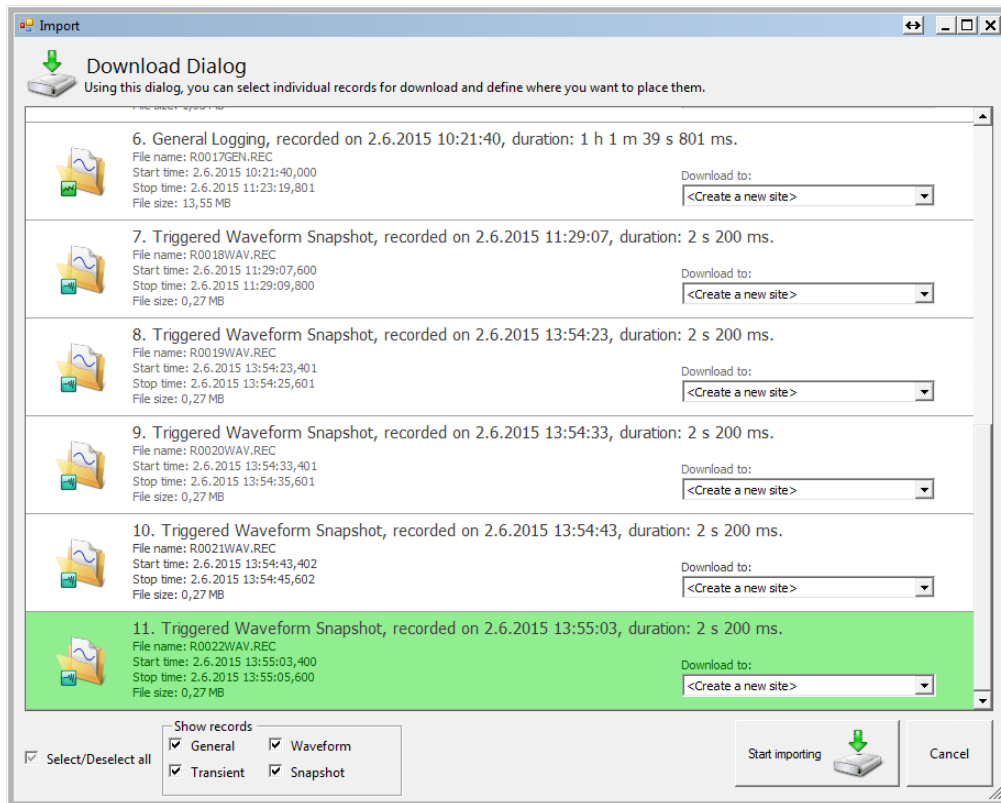 Import
Download Dialog
Using this dialog, you can select individual records for download and define where you want to place them.
6. General Logging, recorded on 2.6.2015 10:21:40, duration: 1 h 1 m 39 s 801 ms.
File name: R0017GEN.REC
Start time: 2.6.2015 10:21:40,000
Stop time: 2.6.2015 11:23:19,801
File size: 13,55 MB
Download to:
<Create a new site>
7. Triggered Waveform Snapshot, recorded on 2.6.2015 11:29:07, duration: 2 s 200 ms.
File name: R0018WAV.REC
Start time: 2.6.2015 11:29:07,600
Stop time: 2.6.2015 11:29:09,800
File size: 0,27 MB
Download to:
<Create a new site>
8. Triggered Waveform Snapshot, recorded on 2.6.2015 13:54:23, duration: 2 s 200 ms.
File name: R0019WAV.REC
Start time: 2.6.2015 13:54:23,401
Stop time: 2.6.2015 13:54:25,601
File size: 0,27 MB
Download to:
<Create a new site>
9. Triggered Waveform Snapshot, recorded on 2.6.2015 13:54:33, duration: 2 s 200 ms.
File name: R0020WAV.REC
Start time: 2.6.2015 13:54:33,401
Stop time: 2.6.2015 13:54:35,601
File size: 0,27 MB
Download to:
<Create a new site>
10. Triggered Waveform Snapshot, recorded on 2.6.2015 13:54:43, duration: 2 s 200 ms.
File name: R0021WAV.REC
Start time: 2.6.2015 13:54:43,402
Stop time: 2.6.2015 13:54:45,602
File size: 0,27 MB
Download to:
<Create a new site>
11. Triggered Waveform Snapshot, recorded on 2.6.2015 13:55:03, duration: 2 s 200 ms.
File name: R0022WAV.REC
Start time: 2.6.2015 13:55:03,400
Stop time: 2.6.2015 13:55:05,600
File size: 0,27 MB
Download to:
<Create a new site>
Select/Deselect all
Show records
General
Waveform
Transient
Snapshot
Start importing
Cancel